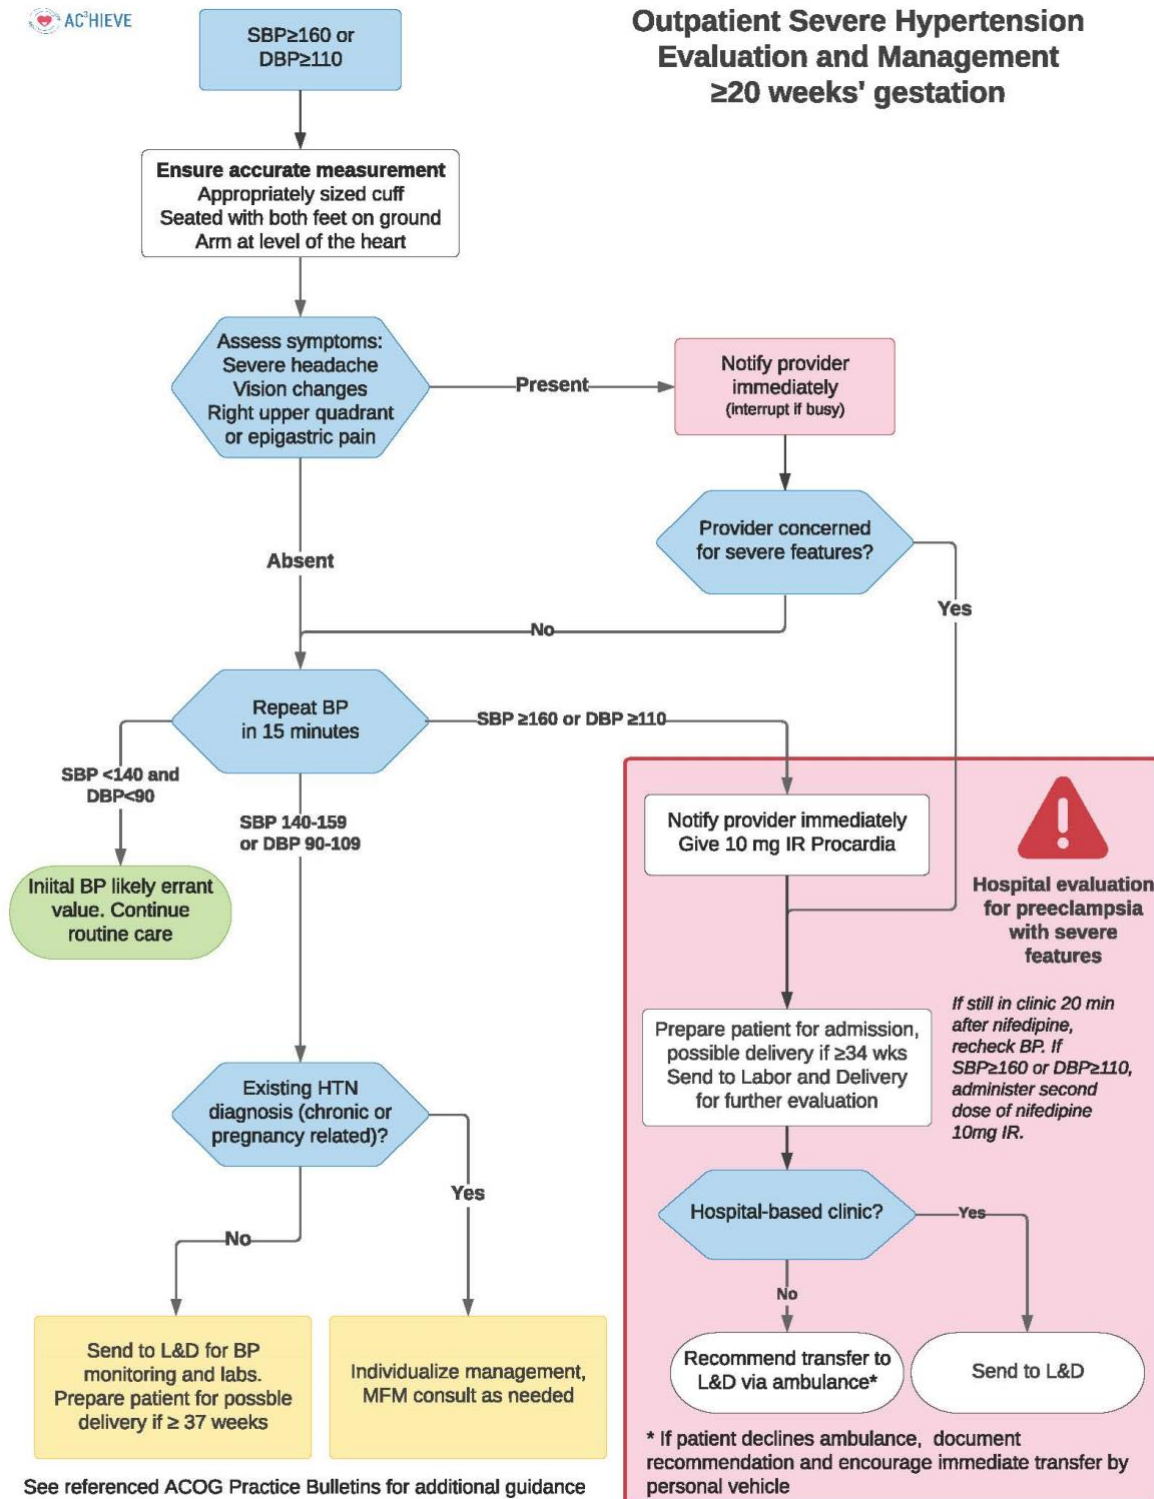 AC³HIEVE
Outpatient Severe Hypertension
Evaluation and Management
≥20 weeks' gestation
SBP≥160 or
DBP≥110
Ensure accurate measurement
Appropriately sized cuff
Seated with both feet on ground
Arm at level of the heart
Assess symptoms:
Severe headache
Vision changes
Right upper quadrant
or epigastric pain
Present
Notify provider
immediately
(interrupt if busy)
Absent
Provider concerned
for severe features?
Yes
No
Repeat BP
in 15 minutes
SBP ≥160 or DBP ≥110
SBP <140 and
DBP<90
SBP 140-159
or DBP 90-109
Iniital BP likely errant
value. Continue
routine care
Notify provider immediately
Give 10 mg IR Procardia
Hospital evaluation
for preeclampsia
with severe
features
Prepare patient for admission,
possible delivery if ≥34 wks
Send to Labor and Delivery
for further evaluation
If still in clinic 20 min
after nifedipine,
recheck BP. If
SBP≥160 or DBP≥110,
administer second
dose of nifedipine
10mg IR.
Existing HTN
diagnosis (chronic or
pregnancy related)?
Yes
No
Hospital-based clinic?
Yes
No
Send to L&D for BP
monitoring and labs.
Prepare patient for possble
delivery if ≥ 37 weeks
Individualize management,
MFM consult as needed
Recommend transfer to
L&D via ambulance*
Send to L&D
* If patient declines ambulance, document
recommendation and encourage immediate transfer by
personal vehicle
See referenced ACOG Practice Bulletins for additional guidance